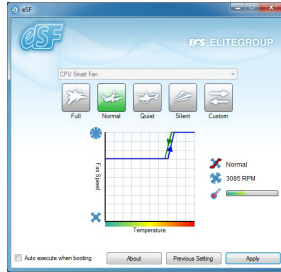 eSF
eSF
ECS ELITEGROUP
CPU Smart Fan
Full
Normal
Quiet
Silent
Custom
Fan Speed
Normal
3085 RPM
Temperature
Auto execute when booting
About
Previous Setting
Apply